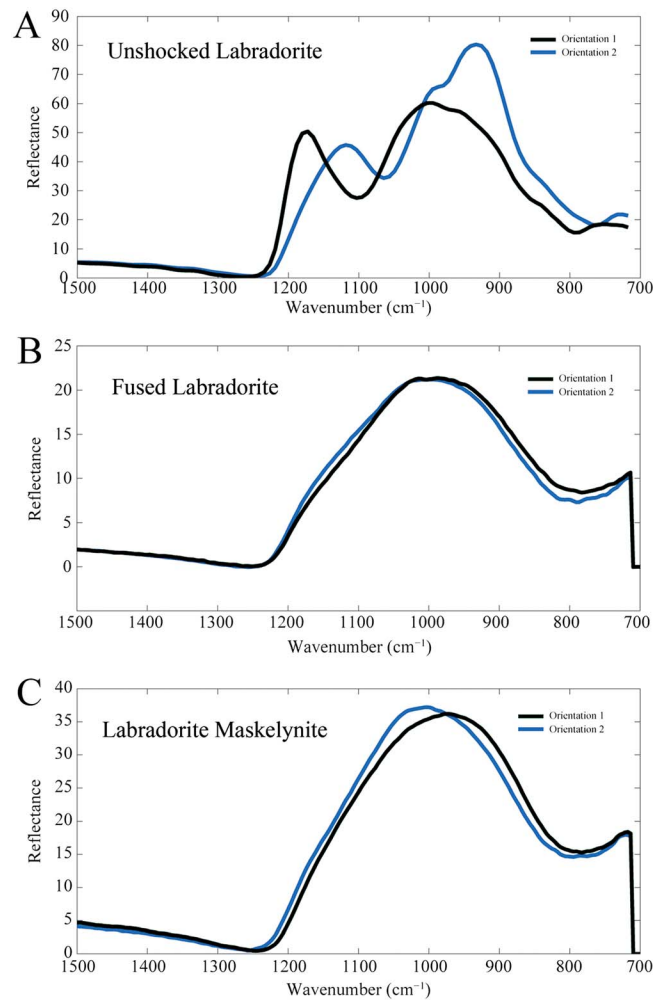 A
Unshocked Labradorite
Orientation 1
Orientation 2
Reflectance
90
80
70
60
50
40
30
20
10
0
1500 1400 1300 1200 1100 1000 900 800 700
Wavenumber (cm−1)
B
Fused Labradorite
Orientation 1
Orientation 2
Reflectance
25
20
15
10
5
0
1500 1400 1300 1200 1100 1000 900 800 700
Wavenumber (cm−1)
C
Labradorite Maskelynite
Orientation 1
Orientation 2
Reflectance
40
35
30
25
20
15
10
5
0
1500 1400 1300 1200 1100 1000 900 800 700
Wavenumber (cm−1)